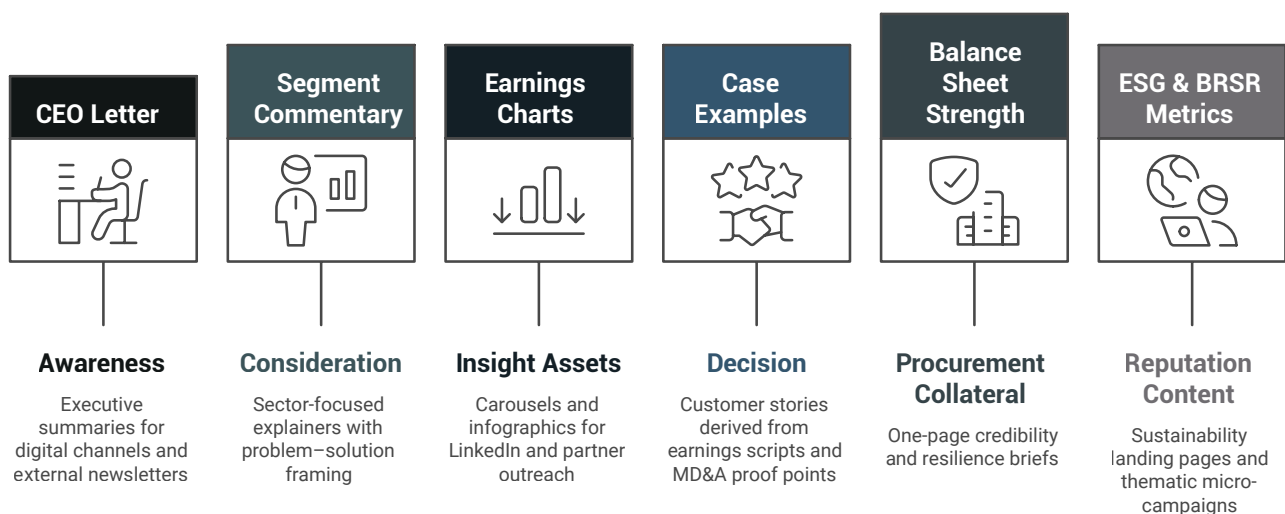 CEO Letter
Segment
Commentary
Earnings
Charts
Case
Examples
Balance
Sheet
Strength
ESG & BRSR
Metrics
Awareness
Executive
summaries for
digital channels and
external newsletters
Consideration
Sector-focused
explainers with
problem–solution
framing
Insight Assets
Carousels and
infographics for
LinkedIn and partner
outreach
Decision
Customer stories
derived from
earnings scripts and
MD&A proof points
Procurement
Collateral
One-page credibility
and resilience briefs
Reputation
Content
Sustainability
landing pages and
thematic micro-
campaigns